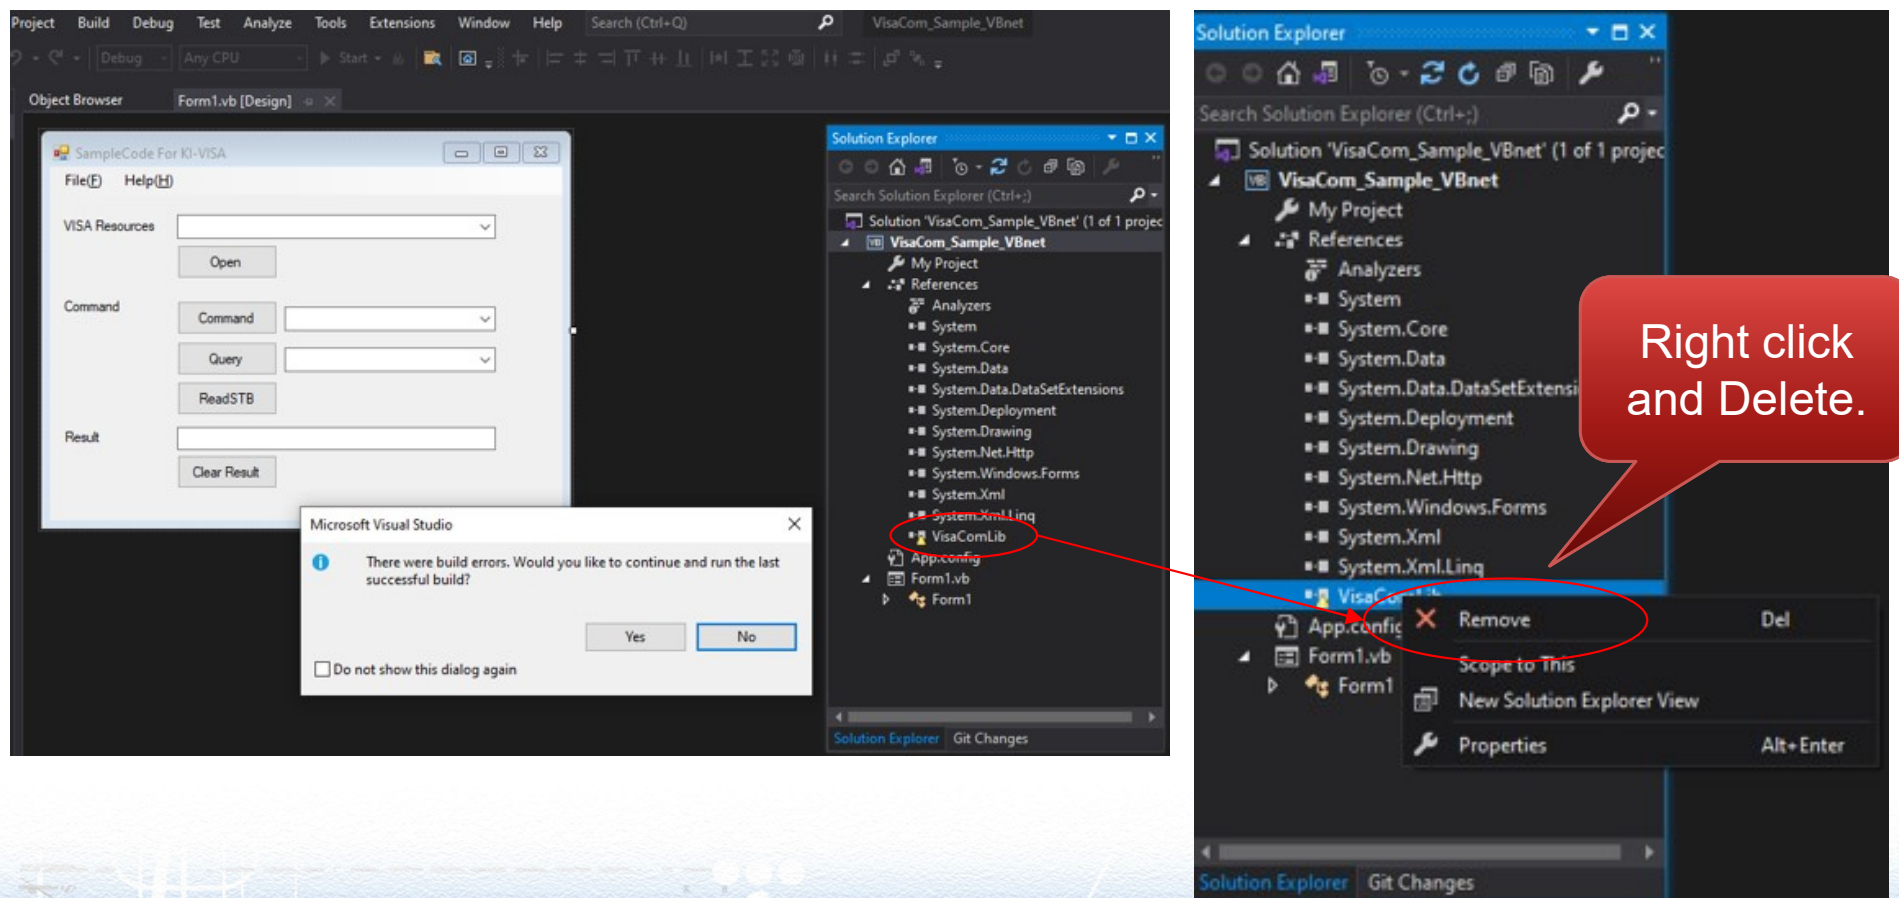 Project Build Debug Test Analyze Tools Extensions Window Help Search (Ctrl+Q) VisaCom_Sample_VBnet
Debug Any CPU Start
Object Browser Form1.vb [Design]
SampleCode For KI-VISA
File(F) Help(H)
VISA Resources
Open
Command
Command
Query
ReadSTB
Result
Clear Result
Microsoft Visual Studio
There were build errors. Would you like to continue and run the last
successful build?
Yes No
Do not show this dialog again
Solution Explorer
Search Solution Explorer (Ctrl+;)
Solution 'VisaCom_Sample_VBnet' (1 of 1 projec
VB VisaCom_Sample_VBnet
My Project
References
Analyzers
System
System.Core
System.Data
System.Data.DataSetExtensions
System.Deployment
System.Drawing
System.Net.Http
System.Windows.Forms
System.Xml
System.Xml.Linq
VisaComLib
App.config
Form1.vb
Form1
Solution Explorer Git Changes
Solution Explorer
Search Solution Explorer (Ctrl+;)
Solution 'VisaCom_Sample_VBnet' (1 of 1 projec
VB VisaCom_Sample_VBnet
My Project
References
Analyzers
System
System.Core
System.Data
System.Data.DataSetExtensi
System.Deployment
System.Drawing
System.Net.Http
System.Windows.Forms
System.Xml
System.Xml.Linq
VisaComLib
App.config
Form1.vb
Form1
Remove Del
Scope to This
New Solution Explorer View
Properties Alt+Enter
Solution Explorer Git Changes
Right click
and Delete.